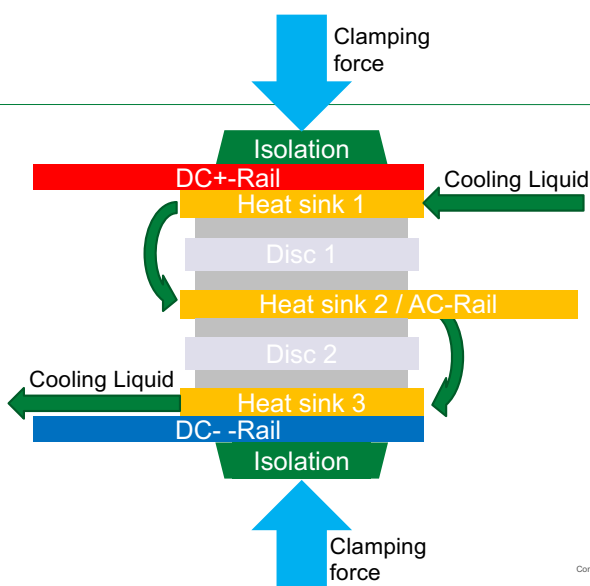 Clamping
force
Isolation
DC+-Rail
Cooling Liquid
Heat sink 1
Disc 1
Heat sink 2 / AC-Rail
Disc 2
Cooling Liquid
Heat sink 3
DC- -Rail
Isolation
Clamping
force